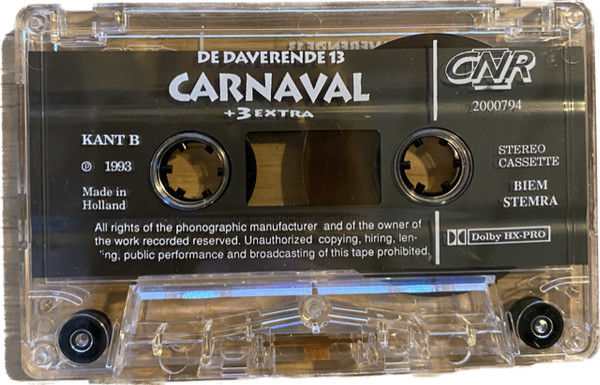 DE DAVERENDE 13
CARNAVAL
+3 EXTRA
CNR
2000794
KANT B
℗ 1993
Made in
Holland
STEREO
CASSETTE
BIEM
STEMRA
All rights of the phonographic manufacturer and of the owner of
the work recorded reserved. Unauthorized copying, hiring, len-
ding, public performance and broadcasting of this tape prohibited.
Dolby HX-PRO